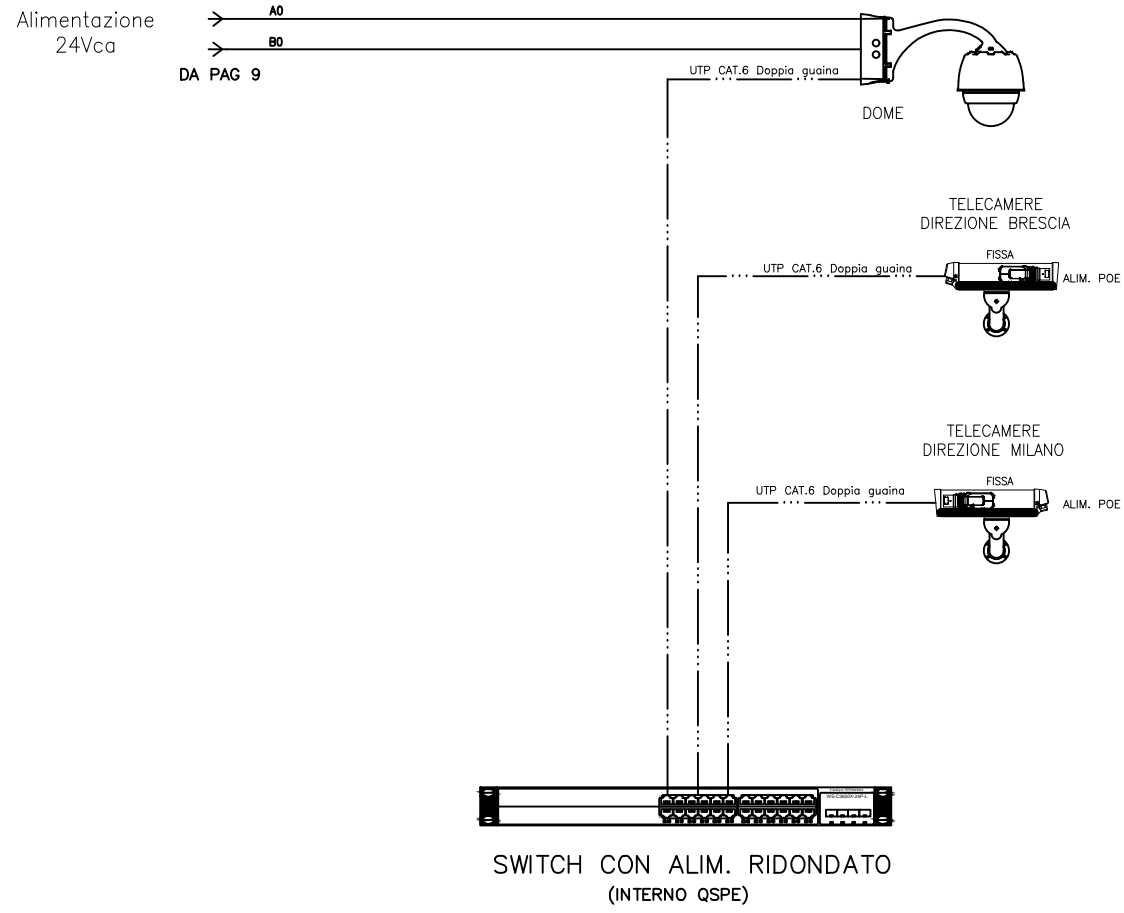 Alimentazione
24Vca
A0
B0
DA PAG 9
UTP CAT.6 Doppia guaina
DOME
TELECAMERE
DIREZIONE BRESCIA
FISSA
UTP CAT.6 Doppia guaina
ALIM. POE
TELECAMERE
DIREZIONE MILANO
FISSA
UTP CAT.6 Doppia guaina
ALIM. POE
SWITCH CON ALIM. RIDONDATO
(INTERNO QSPE)